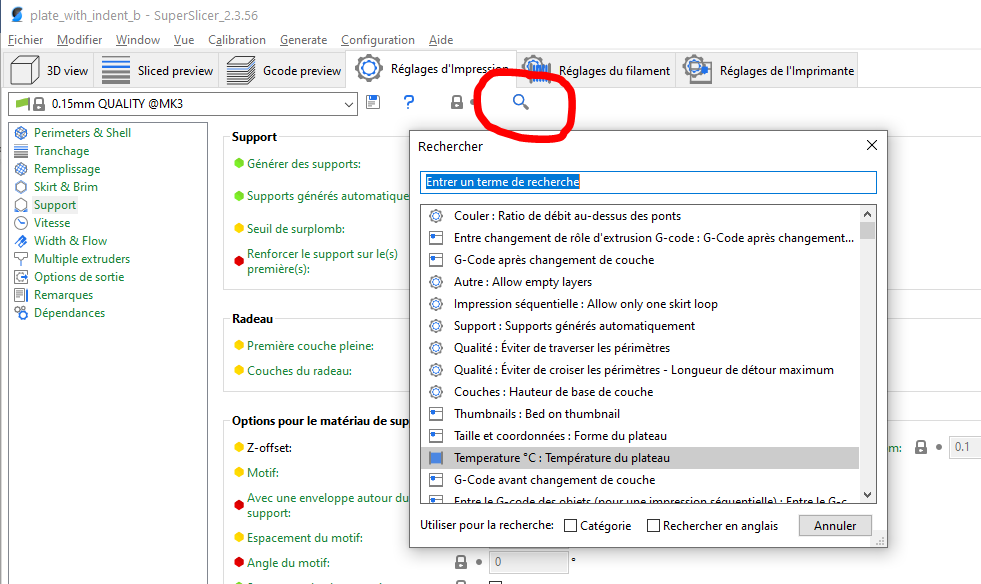 plate_with_indent_b - SuperSlicer_2.3.56
Fichier Modifier Window Vue Calibration Generate Configuration Aide
3D view Sliced preview Gcode preview Réglages d'Impression Réglages du filament Réglages de l'Imprimante
0.15mm QUALITY @MK3
?
Perimeters & Shell
Tranchage
Remplissage
Skirt & Brim
Support
Vitesse
Width & Flow
Multiple extruders
Options de sortie
Remarques
Dépendances
Support
Générer des supports:
Supports générés automatique
Seuil de surplomb:
Renforcer le support sur le(s)
première(s):
Radeau
Première couche pleine:
Couches du radeau:
Options pour le matériau de sup
Z-offset:
Motif:
Avec une enveloppe autour du
support:
Espacement du motif:
Angle du motif:
0 °
m: 0.1
Rechercher
Entrer un terme de recherche
Couler : Ratio de débit au-dessus des ponts
Entre changement de rôle d'extrusion G-code : G-Code après changement...
G-Code après changement de couche
Autre : Allow empty layers
Impression séquentielle : Allow only one skirt loop
Support : Supports générés automatiquement
Qualité : Éviter de traverser les périmètres
Qualité : Éviter de croiser les périmètres - Longueur de détour maximum
Couches : Hauteur de base de couche
Thumbnails : Bed on thumbnail
Taille et coordonnées : Forme du plateau
Temperature °C : Température du plateau
G-Code avant changement de couche
Entre le G-code des objets (pour une impression séquentielle) : Entre le G-c...
Utiliser pour la recherche: Catégorie Rechercher en anglais Annuler